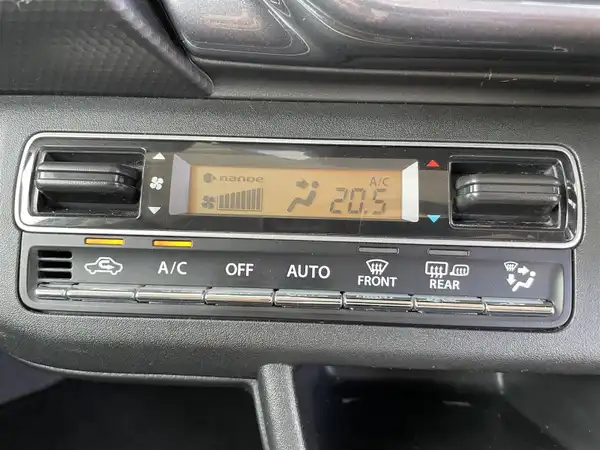 nanoe
A/C
20.5
A/C
OFF
AUTO
FRONT
REAR